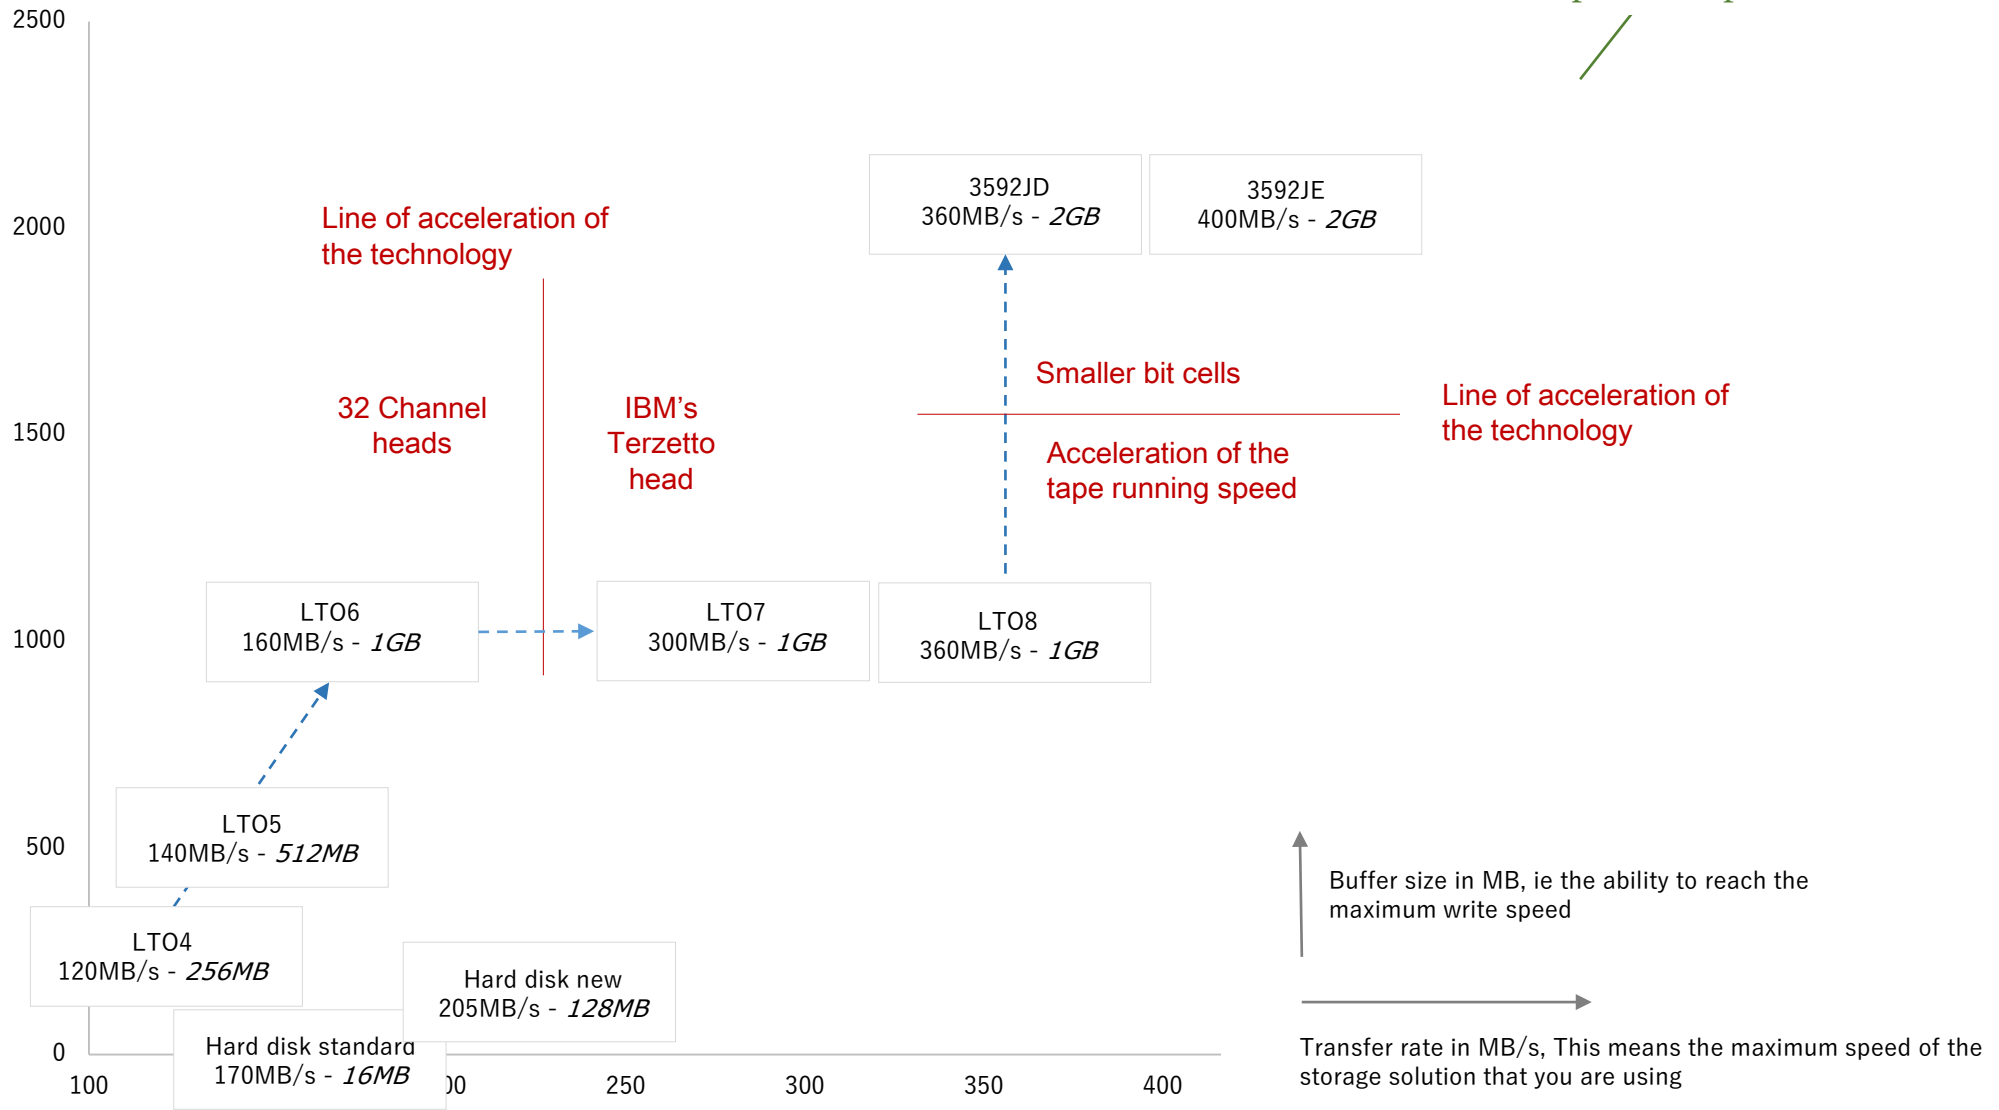 2500
2000
1500
1000
500
0
3592JD
360MB/s - 2GB
3592JE
400MB/s - 2GB
Line of acceleration of
the technology
32 Channel
heads
IBM's
Terzetto
head
Smaller bit cells
Acceleration of the
tape running speed
Line of acceleration of
the technology
LTO6
160MB/s - 1GB
LTO7
300MB/s - 1GB
LTO8
360MB/s - 1GB
LTO5
140MB/s - 512MB
LTO4
120MB/s - 256MB
Hard disk new
205MB/s - 128MB
Hard disk standard
170MB/s - 16MB
Buffer size in MB, ie the ability to reach the
maximum write speed
Transfer rate in MB/s, This means the maximum speed of the
storage solution that you are using
100
250
300
350
400